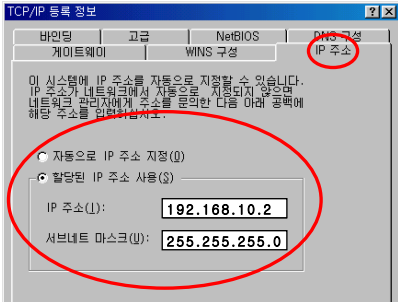 TCP/IP 등록 정보
바인딩 고급 NetBIOS DNS 구성
게이트웨이 WINS 구성 IP 주소
이 시스템에 IP 주소를 자동으로 지정할 수 있습니다.
IP 주소가 네트워크에서 자동으로 지정되지 않으면
네트워크 관리자에게 주소를 문의한 다음 아래 공백에
해당 주소를 입력하십시오.
자동으로 IP 주소 지정(O)
할당된 IP 주소 사용(S)
IP 주소(I): 192.168.10.2
서브네트 마스크(U): 255.255.255.0